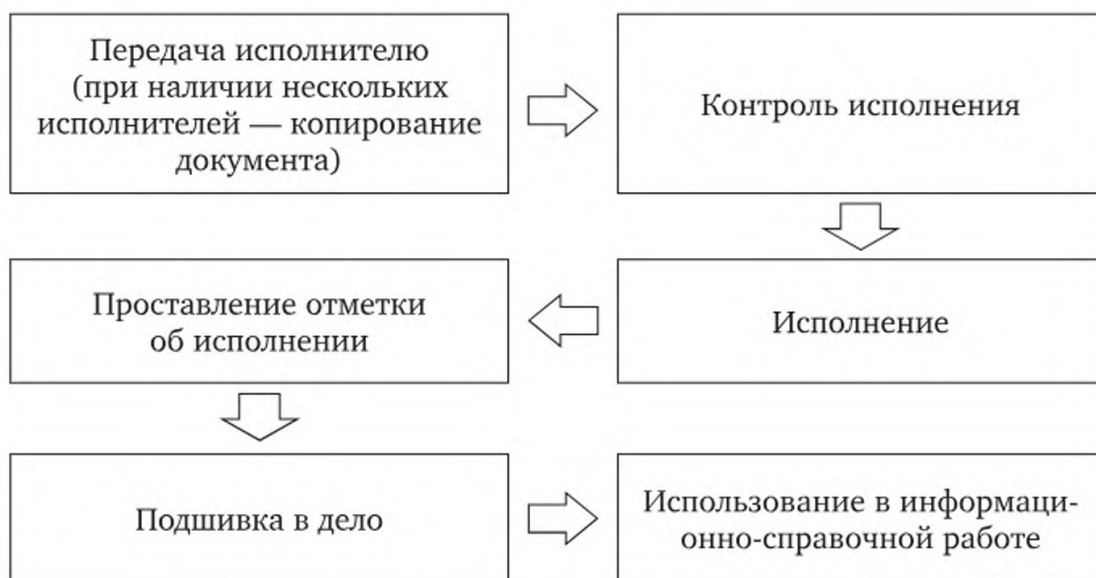 Передача исполнителю
(при наличии нескольких
исполнителей — копирование
документа)
Контроль исполнения
Исполнение
Проставление отметки
об исполнении
Подшивка в дело
Использование в информаци-
онно-справочной работе